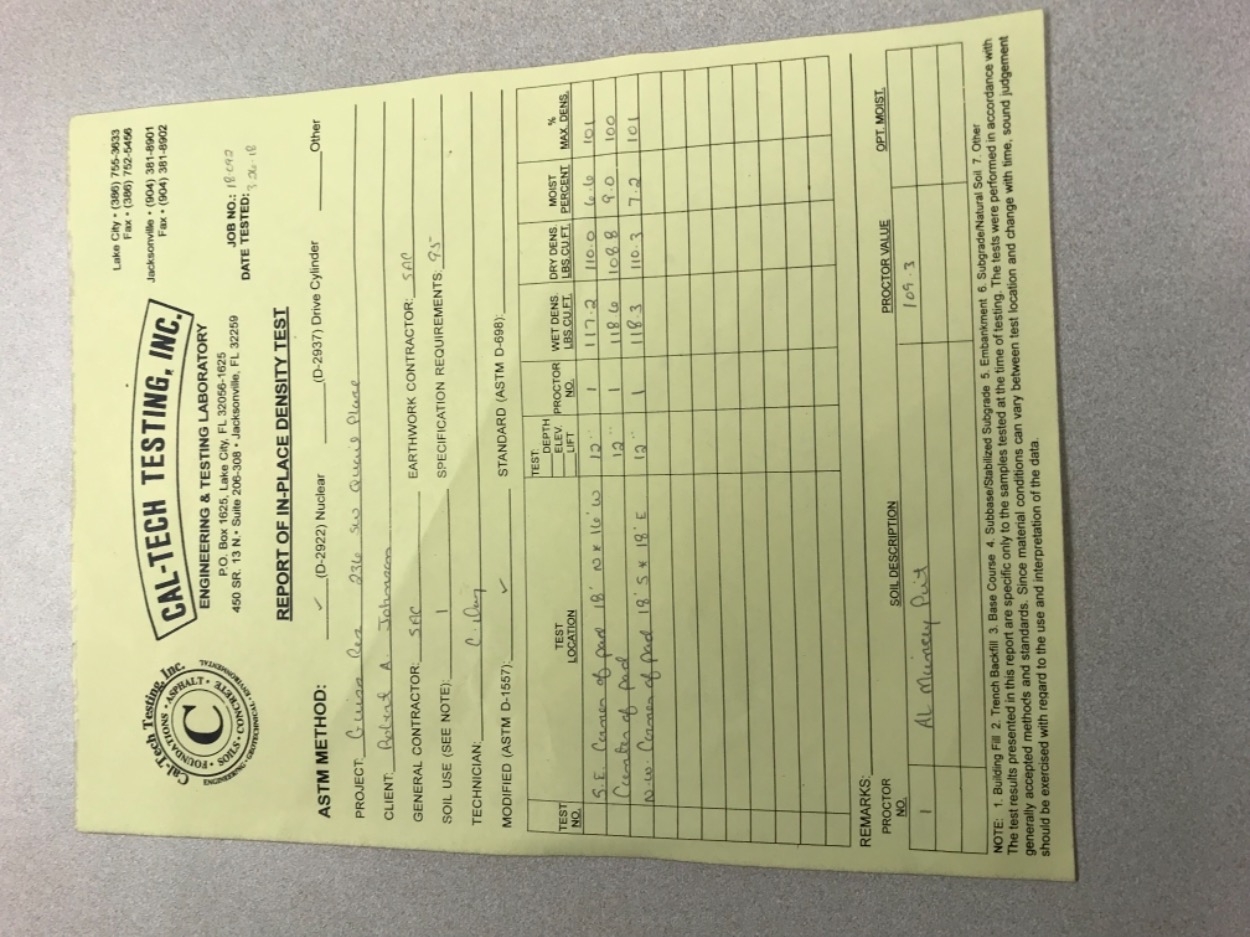 Cal-Tech Testing, Inc.
FOUNDATIONS • ASPHALT •
SOILS • CONCRETE
ENGINEERING • GEOTECHNICAL • ENVIRONMENTAL
C
CAL-TECH TESTING, INC.
ENGINEERING & TESTING LABORATORY
P.O. Box 1625, Lake City, FL 32056-1625
450 SR. 13 N. • Suite 206-308 • Jacksonville, FL 32259
Lake City • (386) 755-3633
Fax • (386) 752-5456
Jacksonville • (904) 381-8901
Fax • (904) 381-8902
JOB NO.:
DATE TESTED: 3-26-18
REPORT OF IN-PLACE DENSITY TEST
ASTM METHOD: ✓ (D-2922) Nuclear (D-2937) Drive Cylinder Other
PROJECT: 236 SW Place
CLIENT: Robert A. Johnson
GENERAL CONTRACTOR: SAC EARTHWORK CONTRACTOR: SAC
SOIL USE (SEE NOTE): 1 SPECIFICATION REQUIREMENTS: 95
TECHNICIAN: C. Day
MODIFIED (ASTM D-1557): ✓ STANDARD (ASTM D-698):
TEST NO. TEST LOCATION TEST: DEPTH ELEV. LIFT PROCTOR NO. WET DENS. LBS.CU.FT. DRY DENS. LBS.CU.FT. MOIST PERCENT % MAX. DENS.
S.E. Corner of pad 18' N x 16' W 12" 1 117.2 110.0 6.6 101
Center of pad 12" 1 118.6 108.8 9.0 100
N.W. Corner of pad 18' S x 18' E 12" 1 118.3 110.3 7.2 101
REMARKS:
PROCTOR NO. SOIL DESCRIPTION PROCTOR VALUE OPT. MOIST.
1 AL 109.3
NOTE: 1. Building Fill 2. Trench Backfill 3. Base Course 4. Subbase/Stabilized Subgrade 5. Embankment 6. Subgrade/Natural Soil 7. Other
The test results presented in this report are specific only to the samples tested at the time of testing. The tests were performed in accordance with
generally accepted methods and standards. Since material conditions can vary between test location and change with time, sound judgement
should be exercised with regard to the use and interpretation of the data.